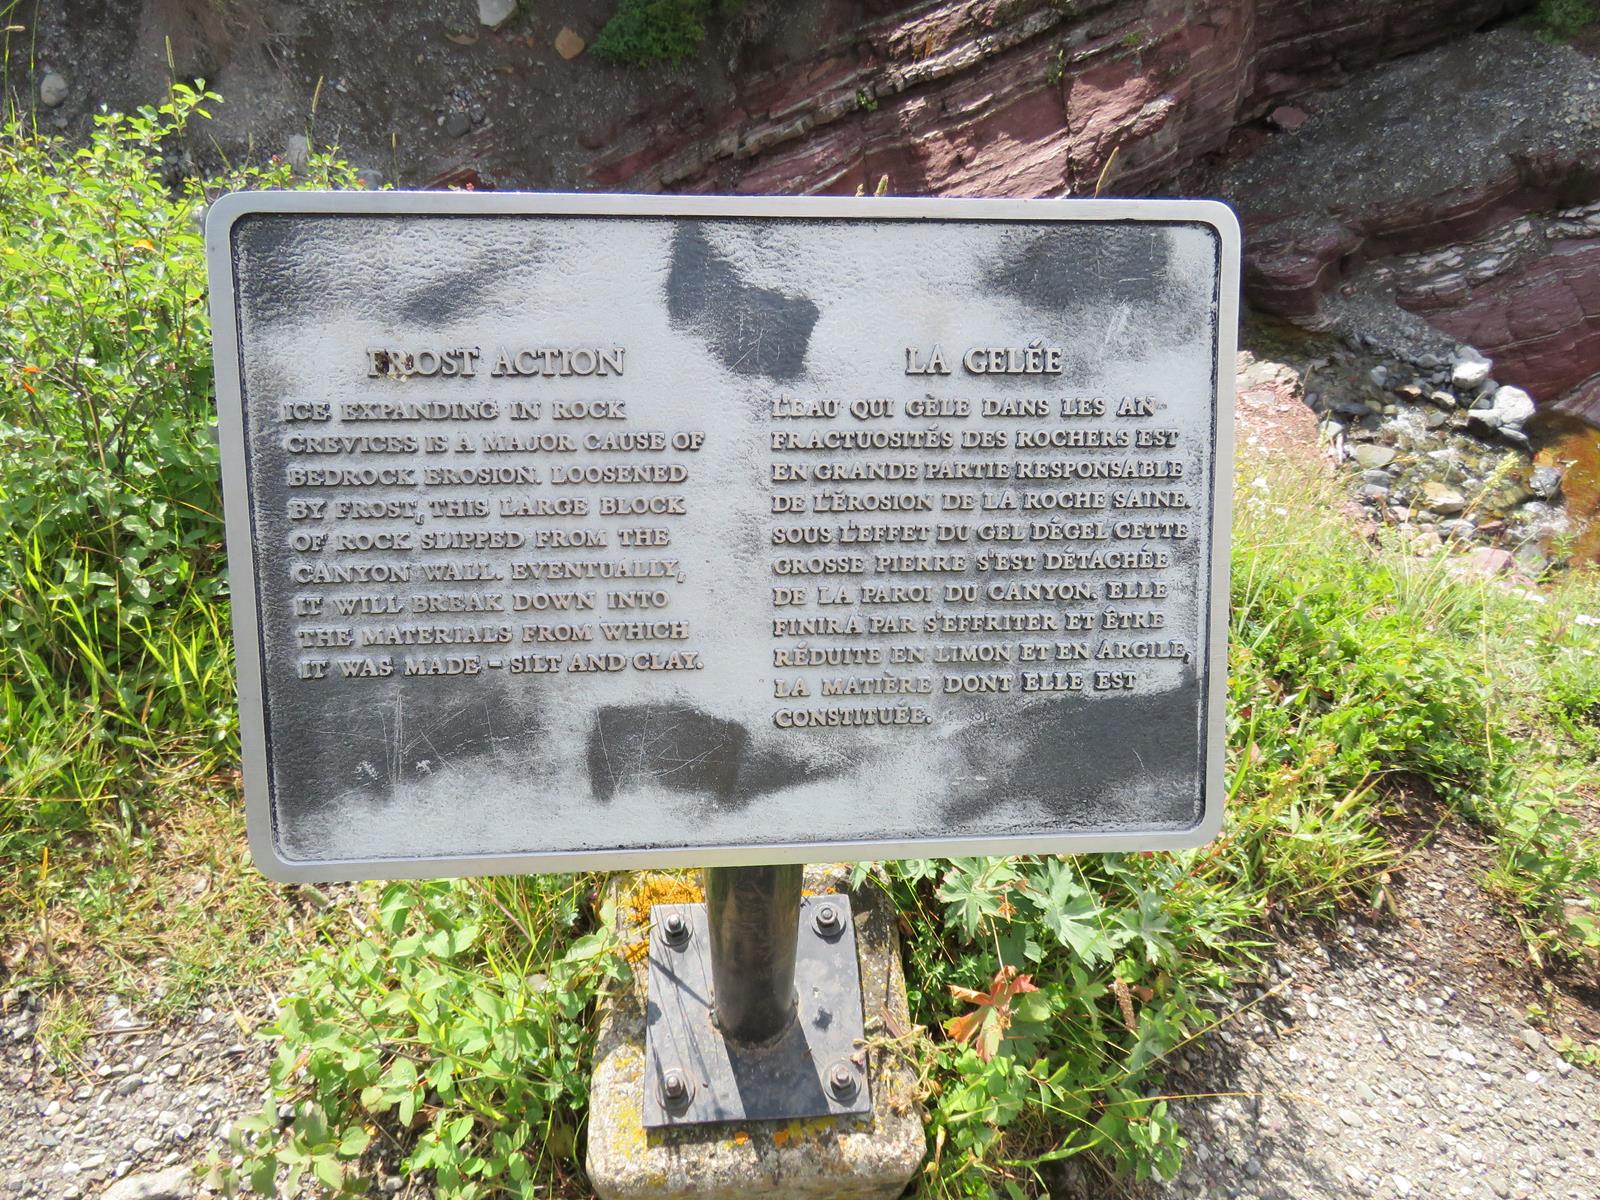 FROST ACTION
ICE EXPANDING IN ROCK
CREVICES IS A MAJOR CAUSE OF
BEDROCK EROSION. LOOSENED
BY FROST, THIS LARGE BLOCK
OF ROCK SLIPPED FROM THE
CANYON WALL. EVENTUALLY,
IT WILL BREAK DOWN INTO
THE MATERIALS FROM WHICH
IT WAS MADE - SILT AND CLAY.
LA GELÉE
L'EAU QUI GÈLE DANS LES AN-
FRACTUOSITÉS DES ROCHERS EST
EN GRANDE PARTIE RESPONSABLE
DE L'ÉROSION DE LA ROCHE SAINE.
SOUS L'EFFET DU GEL DÉGEL CETTE
GROSSE PIERRE S'EST DÉTACHÉE
DE LA PAROI DU CANYON. ELLE
FINIRA PAR S'EFFRITER ET ÊTRE
RÉDUITE EN LIMON ET EN ARGILE,
LA MATIÈRE DONT ELLE EST
CONSTITUÉE.